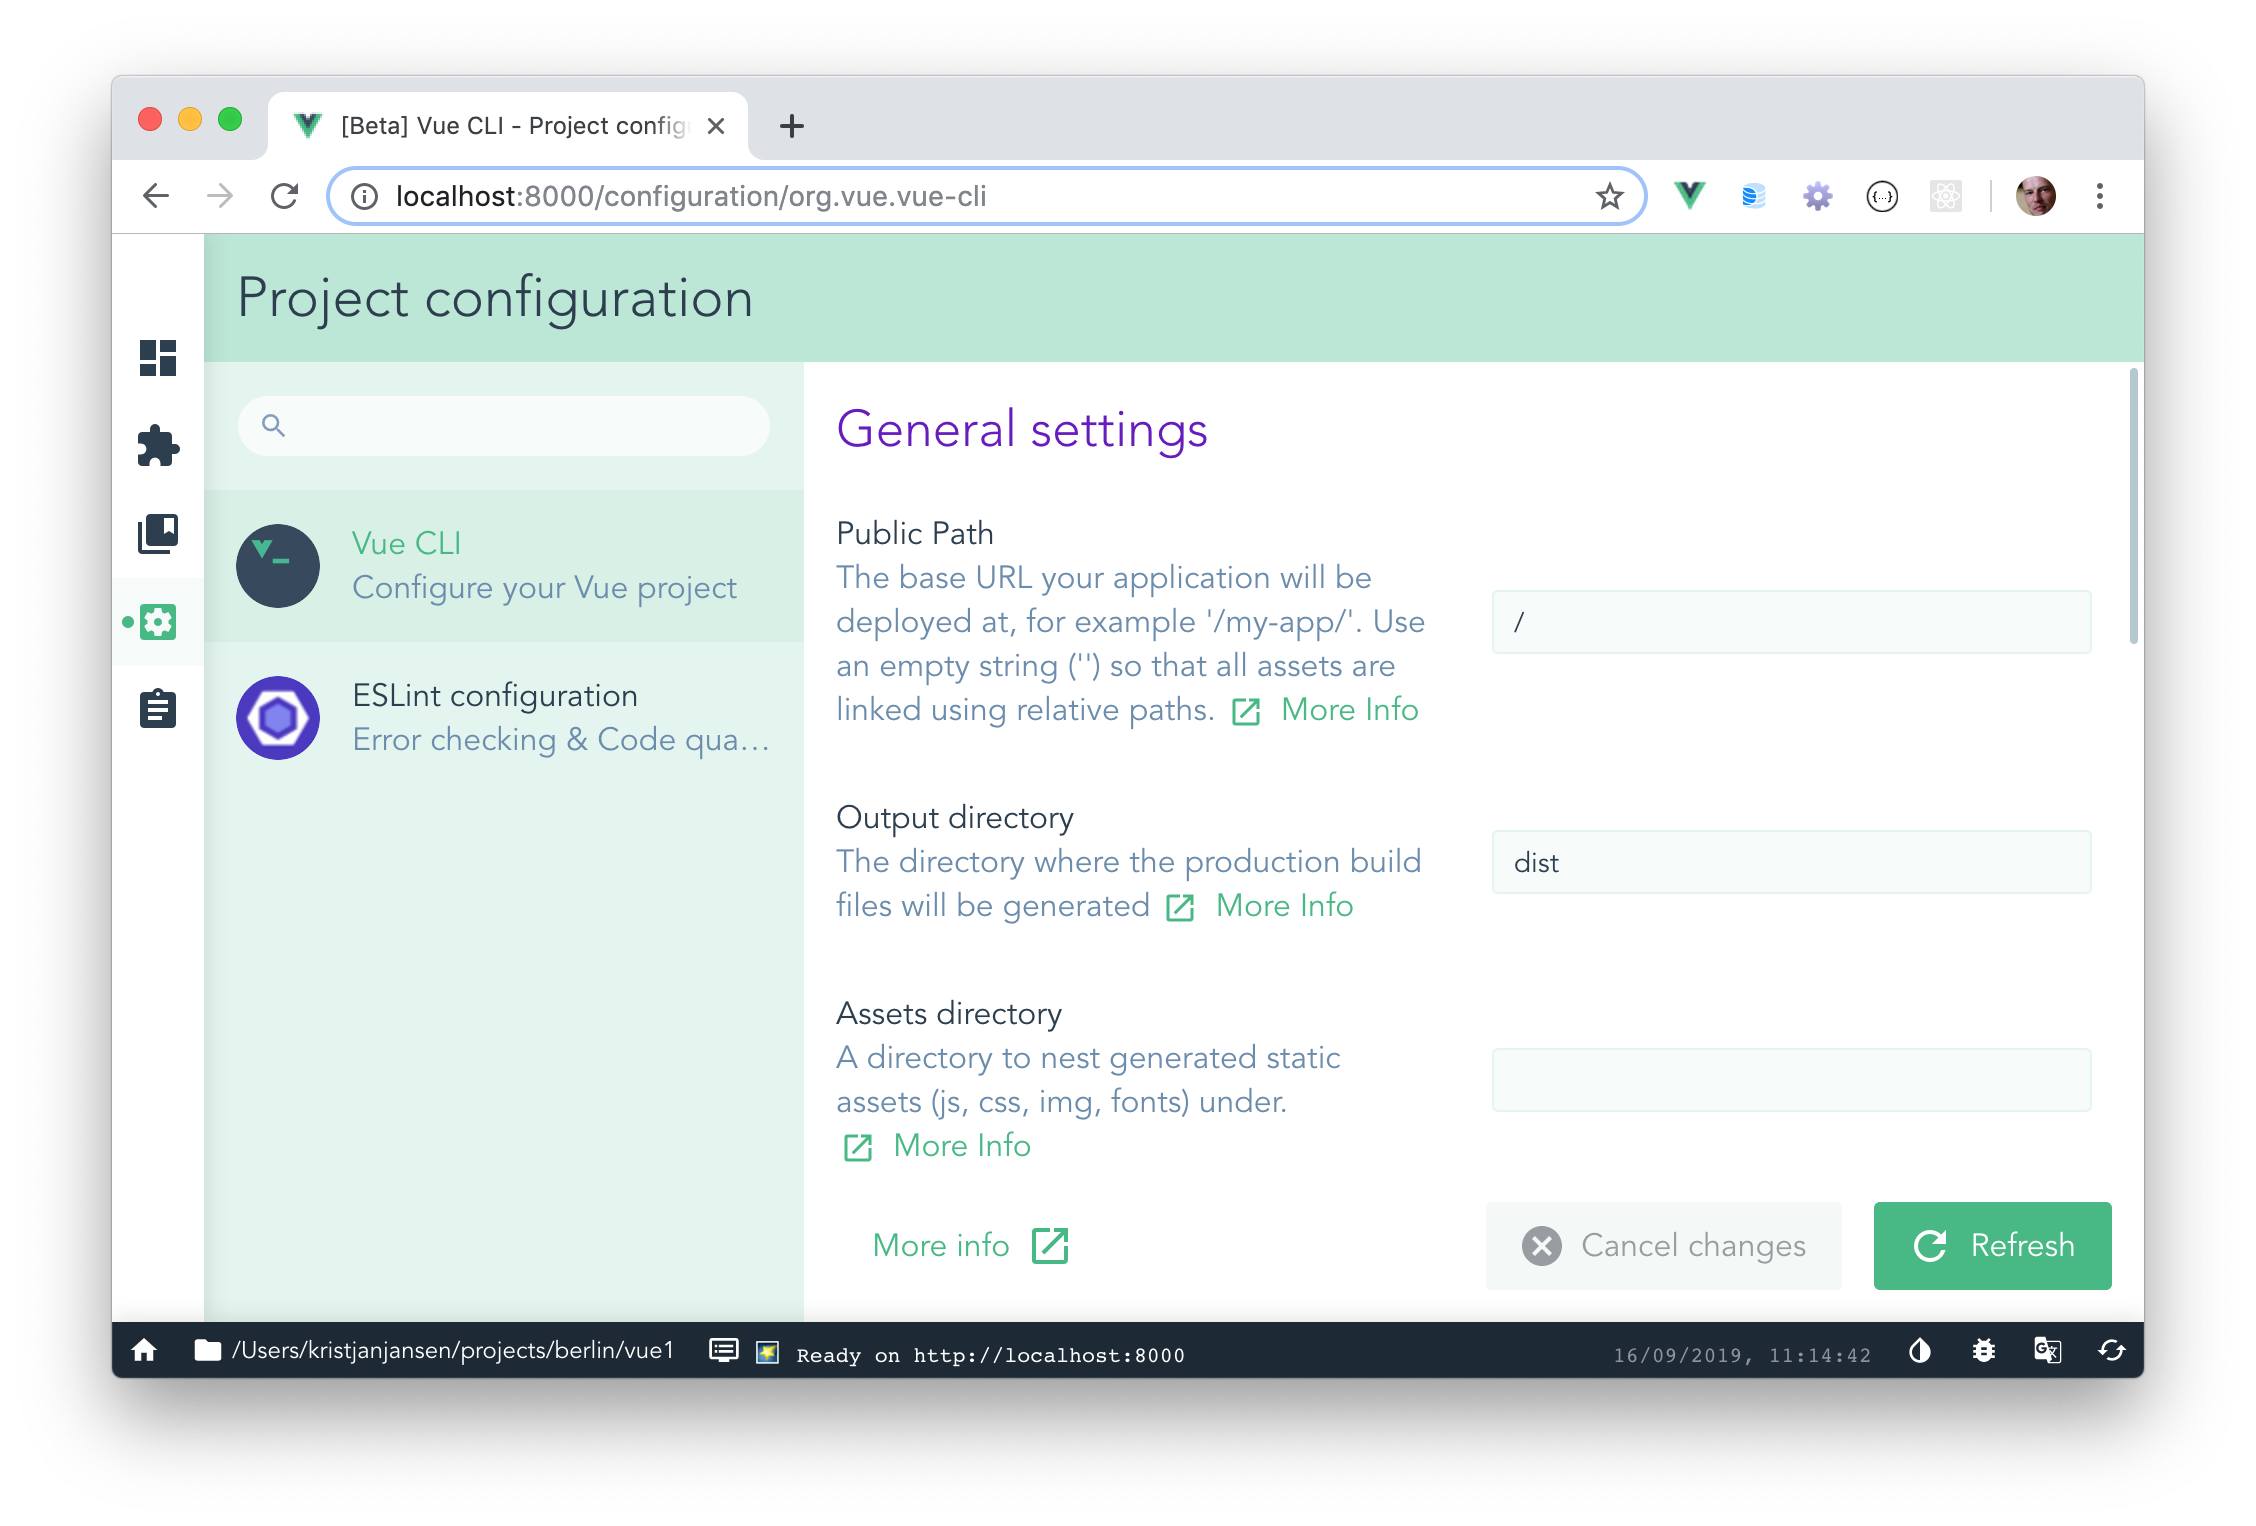 [Beta] Vue CLI - Project config
localhost:8000/configuration/org.vue.vue-cli
{...}
Project configuration
Vue CLI
Configure your Vue project
ESLint configuration
Error checking & Code qua...
General settings
Public Path
The base URL your application will be
deployed at, for example '/my-app/'. Use
an empty string ('') so that all assets are
linked using relative paths. More Info
/
Output directory
The directory where the production build
files will be generated More Info
dist
Assets directory
A directory to nest generated static
assets (js, css, img, fonts) under.
More Info
More info
Cancel changes
Refresh
/Users/kristjanjansen/projects/berlin/vue1
Ready on http://localhost:8000
16/09/2019, 11:14:42